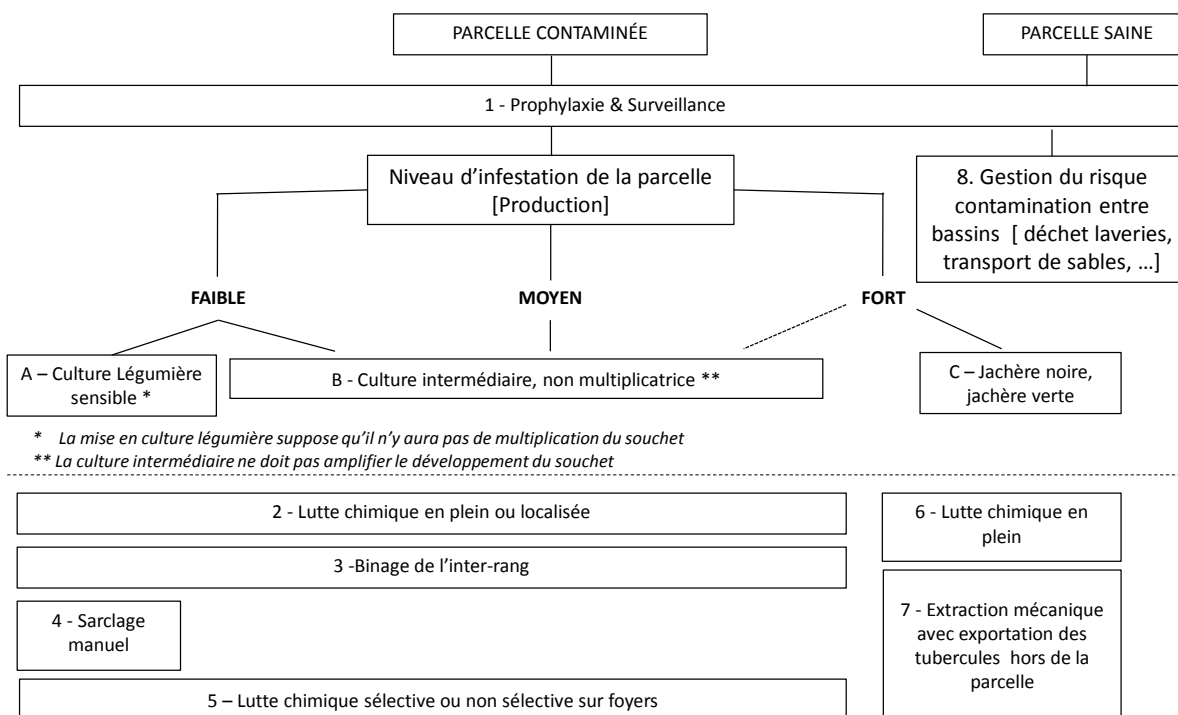 PARCELLE CONTAMINÉE
PARCELLE SAINE
1 - Prophylaxie & Surveillance
Niveau d’infestation de la parcelle
[Production]
8. Gestion du risque
contamination entre
bassins [ déchet laveries,
transport de sables, …]
FAIBLE
MOYEN
FORT
A – Culture Légumière
sensible *
B - Culture intermédiaire, non multiplicatrice **
C – Jachère noire,
jachère verte
* La mise en culture légumière suppose qu’il n’y aura pas de multiplication du souchet
** La culture intermédiaire ne doit pas amplifier le développement du souchet
2 - Lutte chimique en plein ou localisée
6 - Lutte chimique en
plein
3 -Binage de l’inter-rang
4 - Sarclage
manuel
7 - Extraction mécanique
avec exportation des
tubercules hors de la
parcelle
5 – Lutte chimique sélective ou non sélective sur foyers